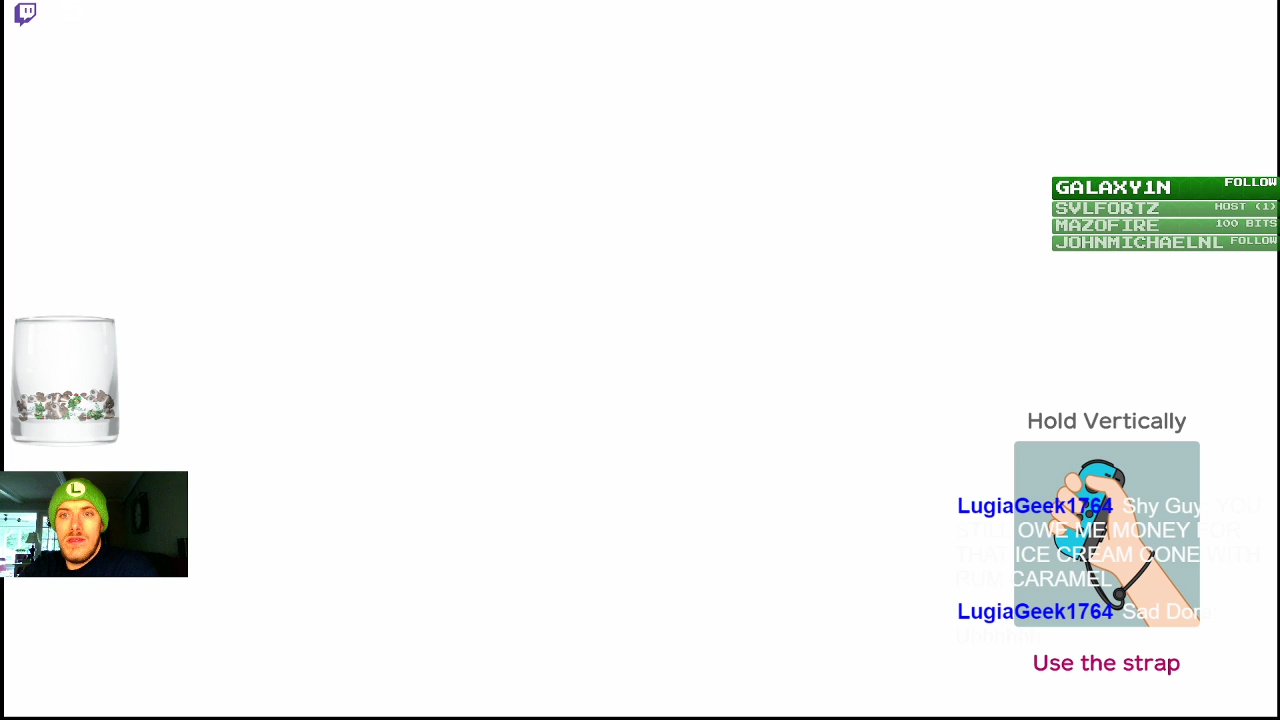 GALAXY1N FOLLOW
SVLFORTZ HOST (1)
MAZOFIRE 100 BITS
JOHNMICHAELNL FOLLOW
L
Hold Vertically
LugiaGeek1764 Shy Guy: YOU
STILL OWE ME MONEY FOR
THAT ICE CREAM CONE WITH
RUM CARAMEL
LugiaGeek1764 Sad Dora:
Use the strap